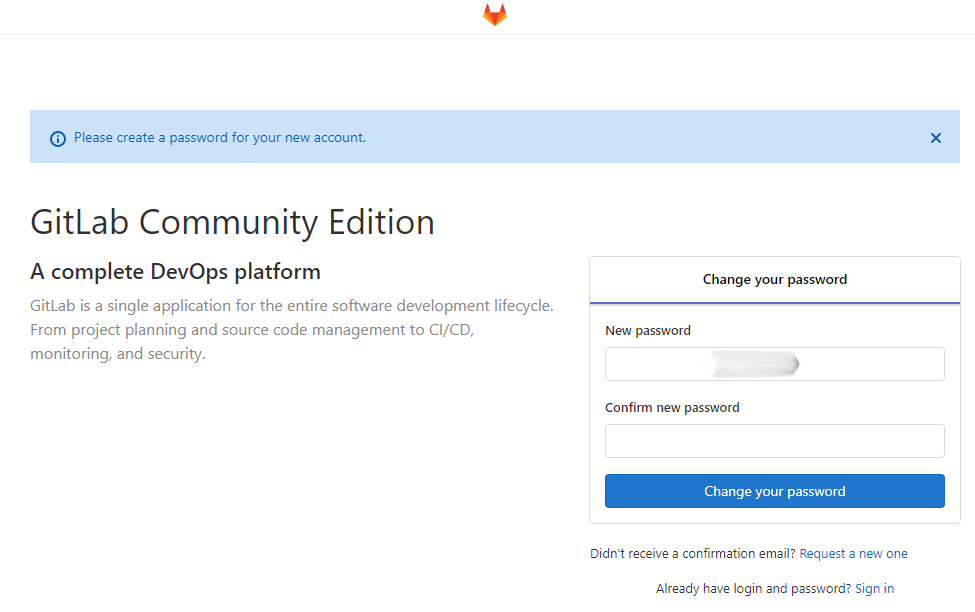 Please create a password for your new account.
GitLab Community Edition
A complete DevOps platform
GitLab is a single application for the entire software development lifecycle.
From project planning and source code management to CI/CD,
monitoring, and security.
Change your password
New password
Confirm new password
Change your password
Didn't receive a confirmation email? Request a new one
Already have login and password? Sign in